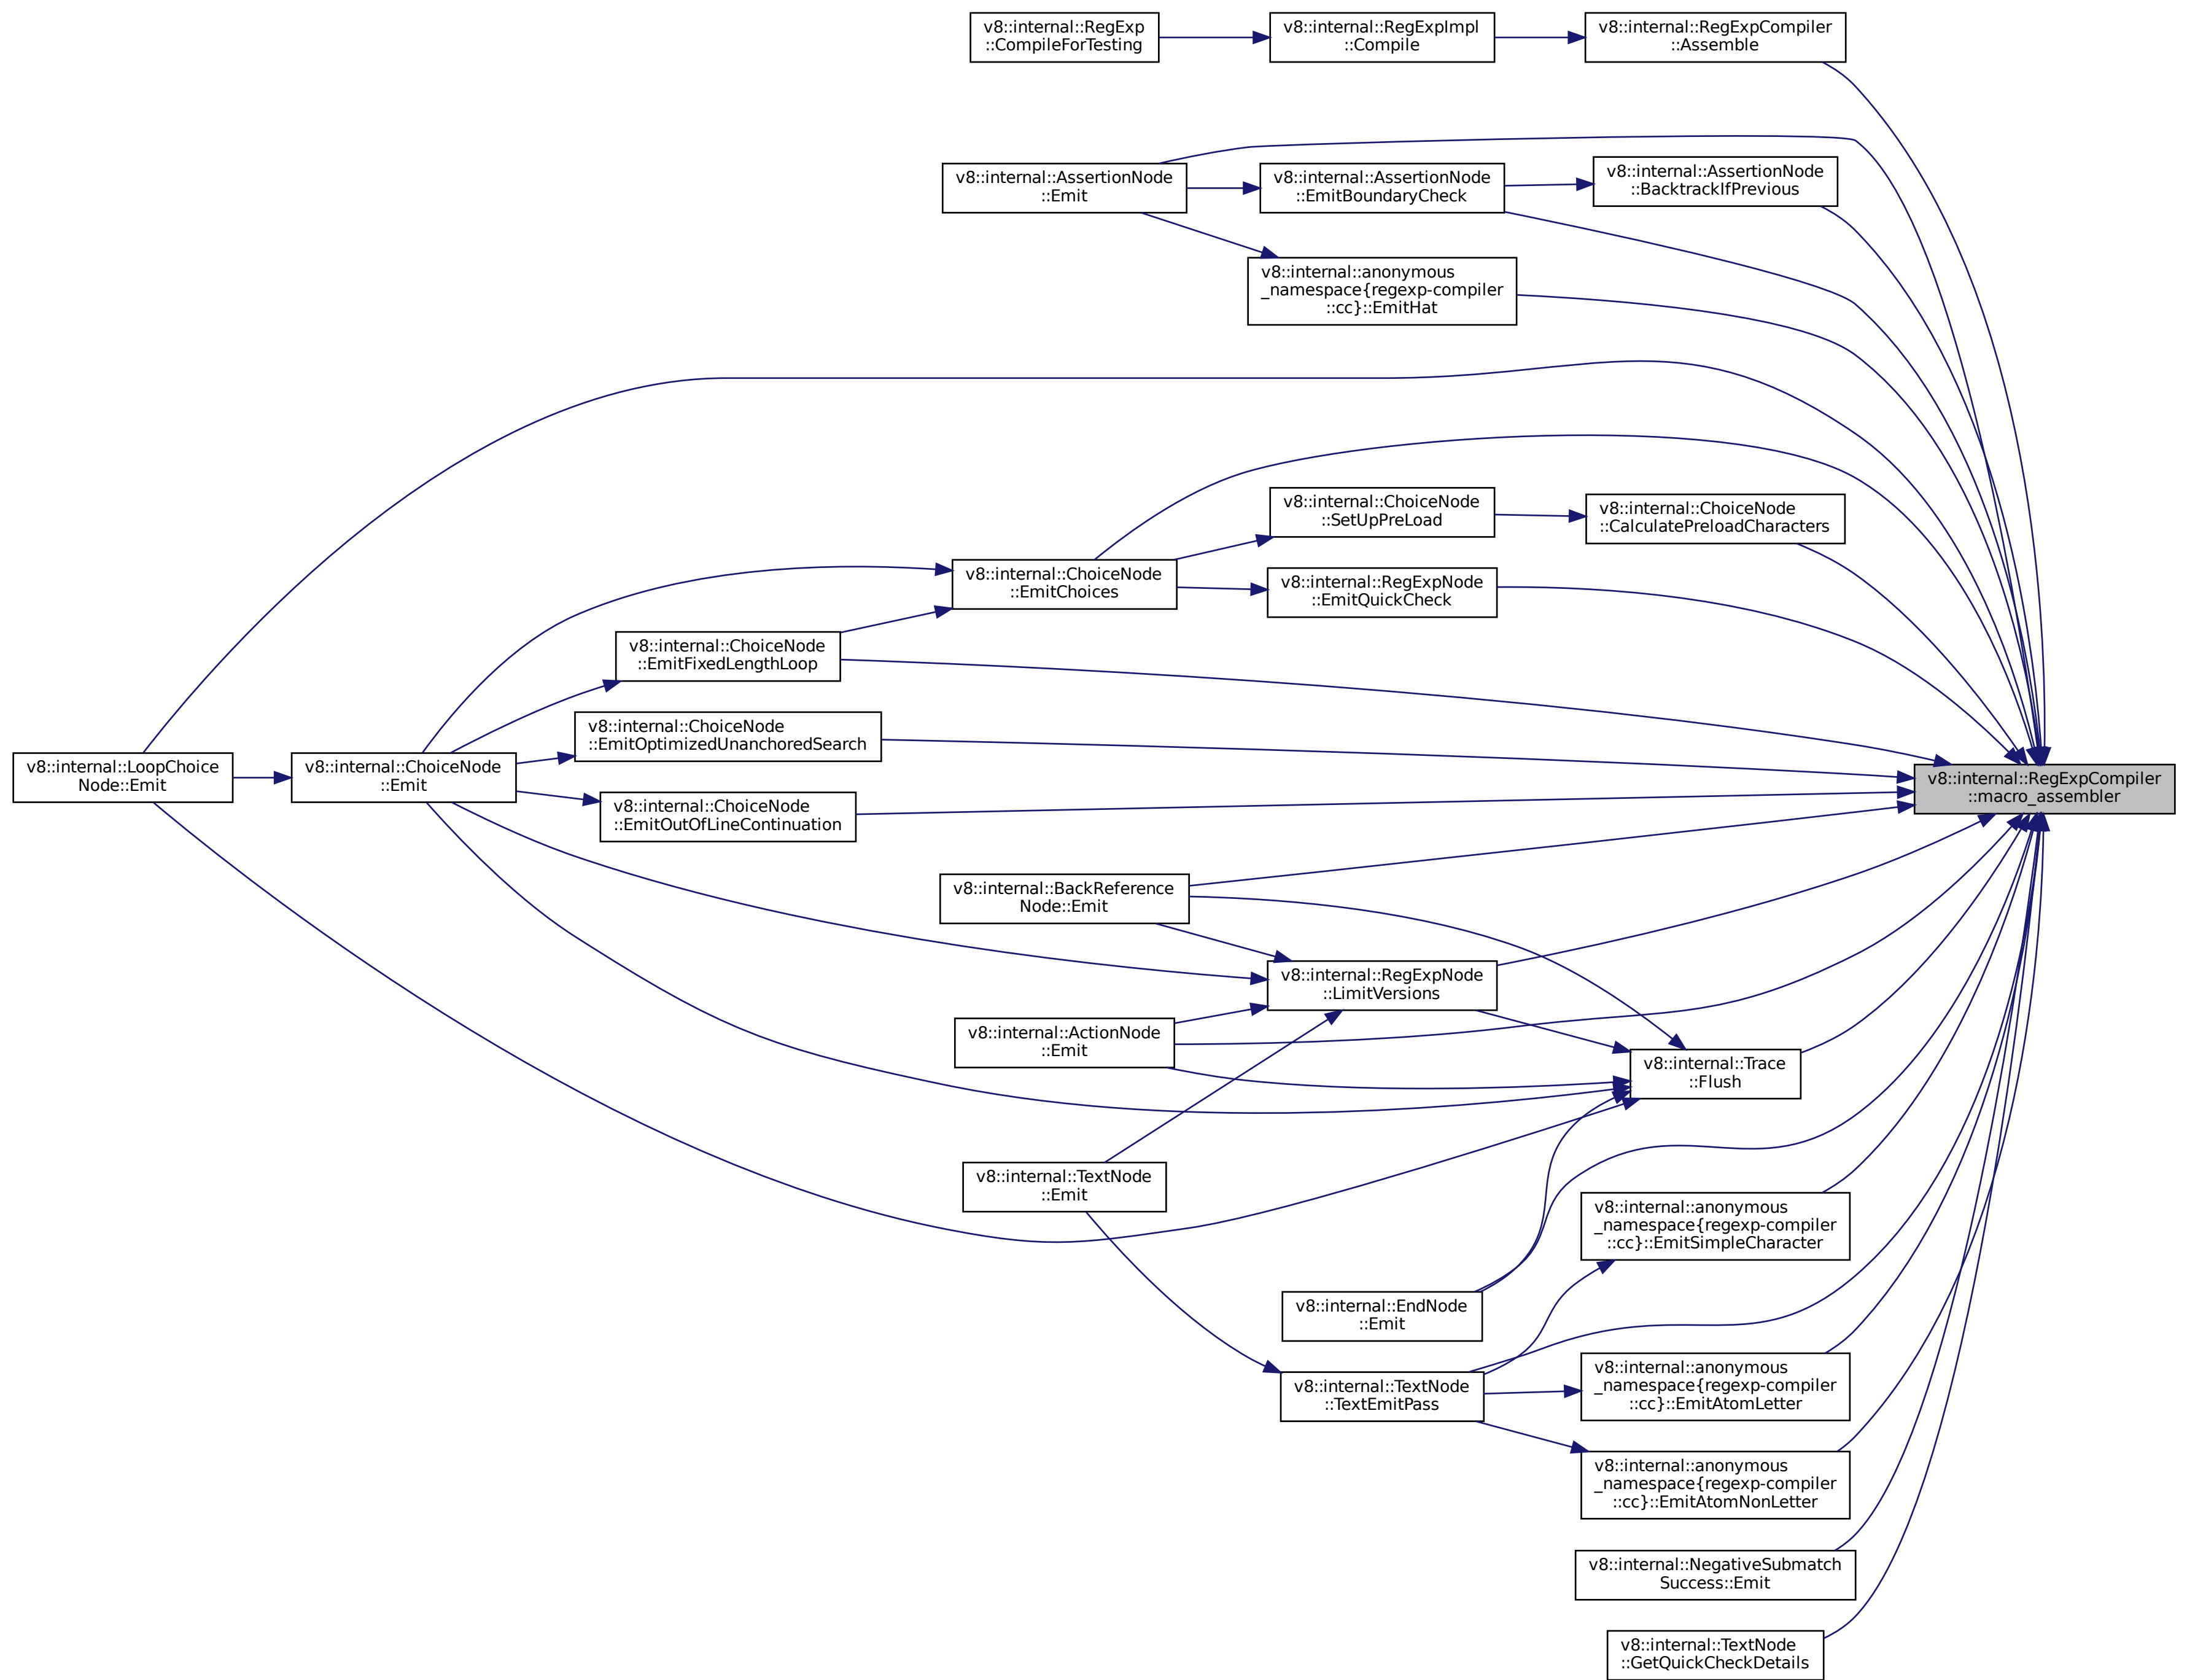 v8::internal::RegExp
::CompileForTesting
v8::internal::RegExpImpl
::Compile
v8::internal::RegExpCompiler
::Assemble
v8::internal::AssertionNode
::Emit
v8::internal::AssertionNode
::EmitBoundaryCheck
v8::internal::AssertionNode
::BacktrackIfPrevious
v8::internal::anonymous
_namespace{regexp-compiler
::cc}::EmitHat
v8::internal::ChoiceNode
::SetUpPreLoad
v8::internal::ChoiceNode
::CalculatePreloadCharacters
v8::internal::ChoiceNode
::EmitChoices
v8::internal::RegExpNode
::EmitQuickCheck
v8::internal::ChoiceNode
::EmitFixedLengthLoop
v8::internal::ChoiceNode
::EmitOptimizedUnanchoredSearch
v8::internal::LoopChoice
Node::Emit
v8::internal::ChoiceNode
::Emit
v8::internal::RegExpCompiler
::macro_assembler
v8::internal::ChoiceNode
::EmitOutOfLineContinuation
v8::internal::BackReference
Node::Emit
v8::internal::RegExpNode
::LimitVersions
v8::internal::ActionNode
::Emit
v8::internal::Trace
::Flush
v8::internal::TextNode
::Emit
v8::internal::anonymous
_namespace{regexp-compiler
::cc}::EmitSimpleCharacter
v8::internal::EndNode
::Emit
v8::internal::TextNode
::TextEmitPass
v8::internal::anonymous
_namespace{regexp-compiler
::cc}::EmitAtomLetter
v8::internal::anonymous
_namespace{regexp-compiler
::cc}::EmitAtomNonLetter
v8::internal::NegativeSubmatch
Success::Emit
v8::internal::TextNode
::GetQuickCheckDetails